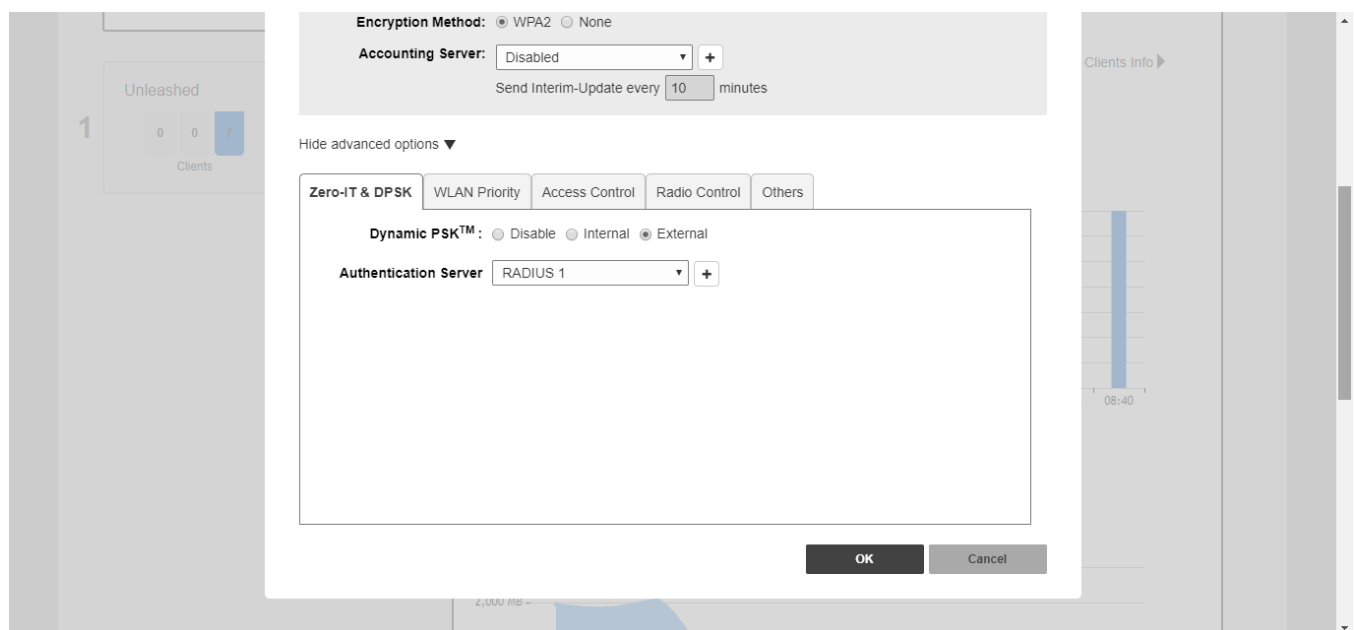 Encryption Method: WPA2 None
Accounting Server: Disabled +
Send Interim-Update every 10 minutes
Clients Info
Unleashed
1
0 0 7
Clients
Hide advanced options
Zero-IT & DPSK WLAN Priority Access Control Radio Control Others
Dynamic PSK™ : Disable Internal External
Authentication Server RADIUS 1 +
08:40
OK Cancel
2,000 MB